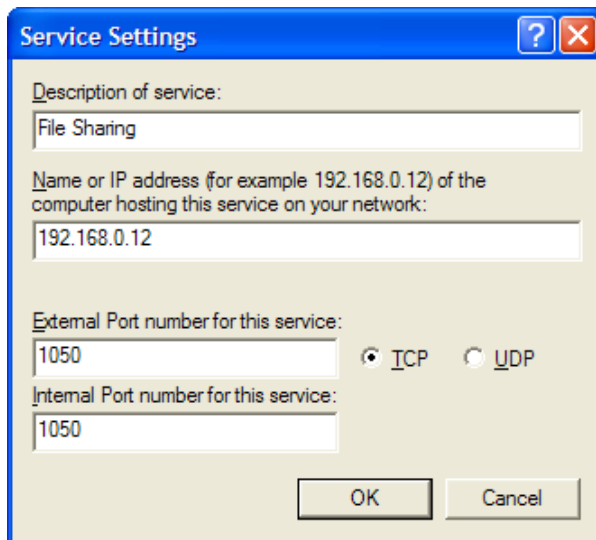 Service Settings
Description of service:
File Sharing
Name or IP address (for example 192.168.0.12) of the
computer hosting this service on your network:
192.168.0.12
External Port number for this service:
1050
TCP
UDP
Internal Port number for this service:
1050
OK
Cancel